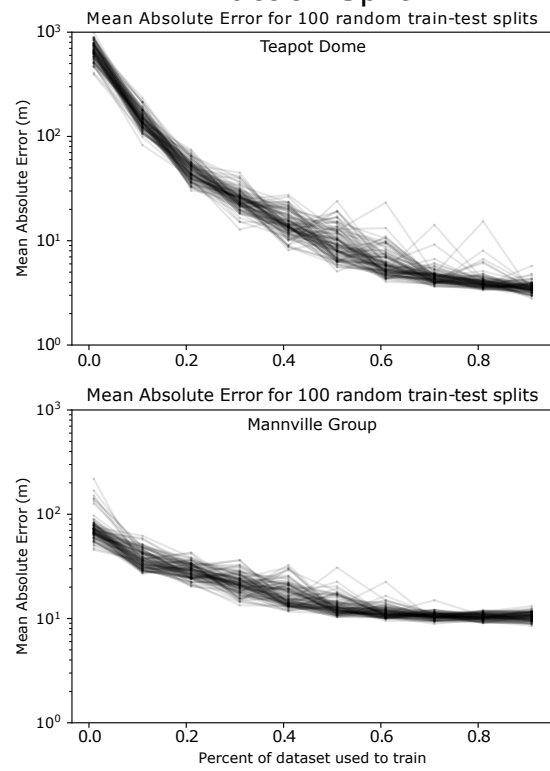 Mean Absolute Error for 100 random train-test splits
Teapot Dome
Mean Absolute Error (m)
10³
10²
10¹
10⁰
0.0 0.2 0.4 0.6 0.8
Mean Absolute Error for 100 random train-test splits
Mannville Group
Mean Absolute Error (m)
10³
10²
10¹
10⁰
0.0 0.2 0.4 0.6 0.8
Percent of dataset used to train